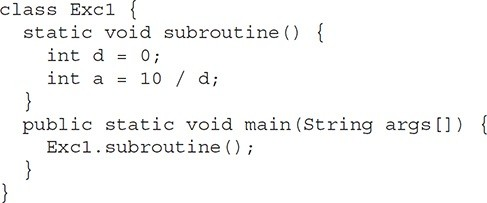 class Exc1 {
  static void subroutine() {
    int d = 0;
    int a = 10 / d;
  }
  public static void main(String args[]) {
    Exc1.subroutine();
  }
}